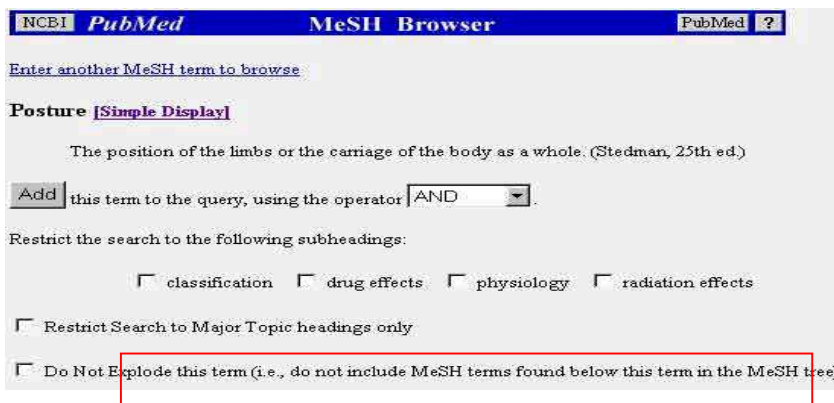 NCBI PubMed MeSH Browser PubMed ?
Enter another MeSH term to browse
Posture [Simple Display]
The position of the limbs or the carriage of the body as a whole. (Stedman, 25th ed.)
Add this term to the query, using the operator AND .
Restrict the search to the following subheadings:
classification drug effects physiology radiation effects
Restrict Search to Major Topic headings only
Do Not Explode this term (i.e., do not include MeSH terms found below this term in the MeSH tree)